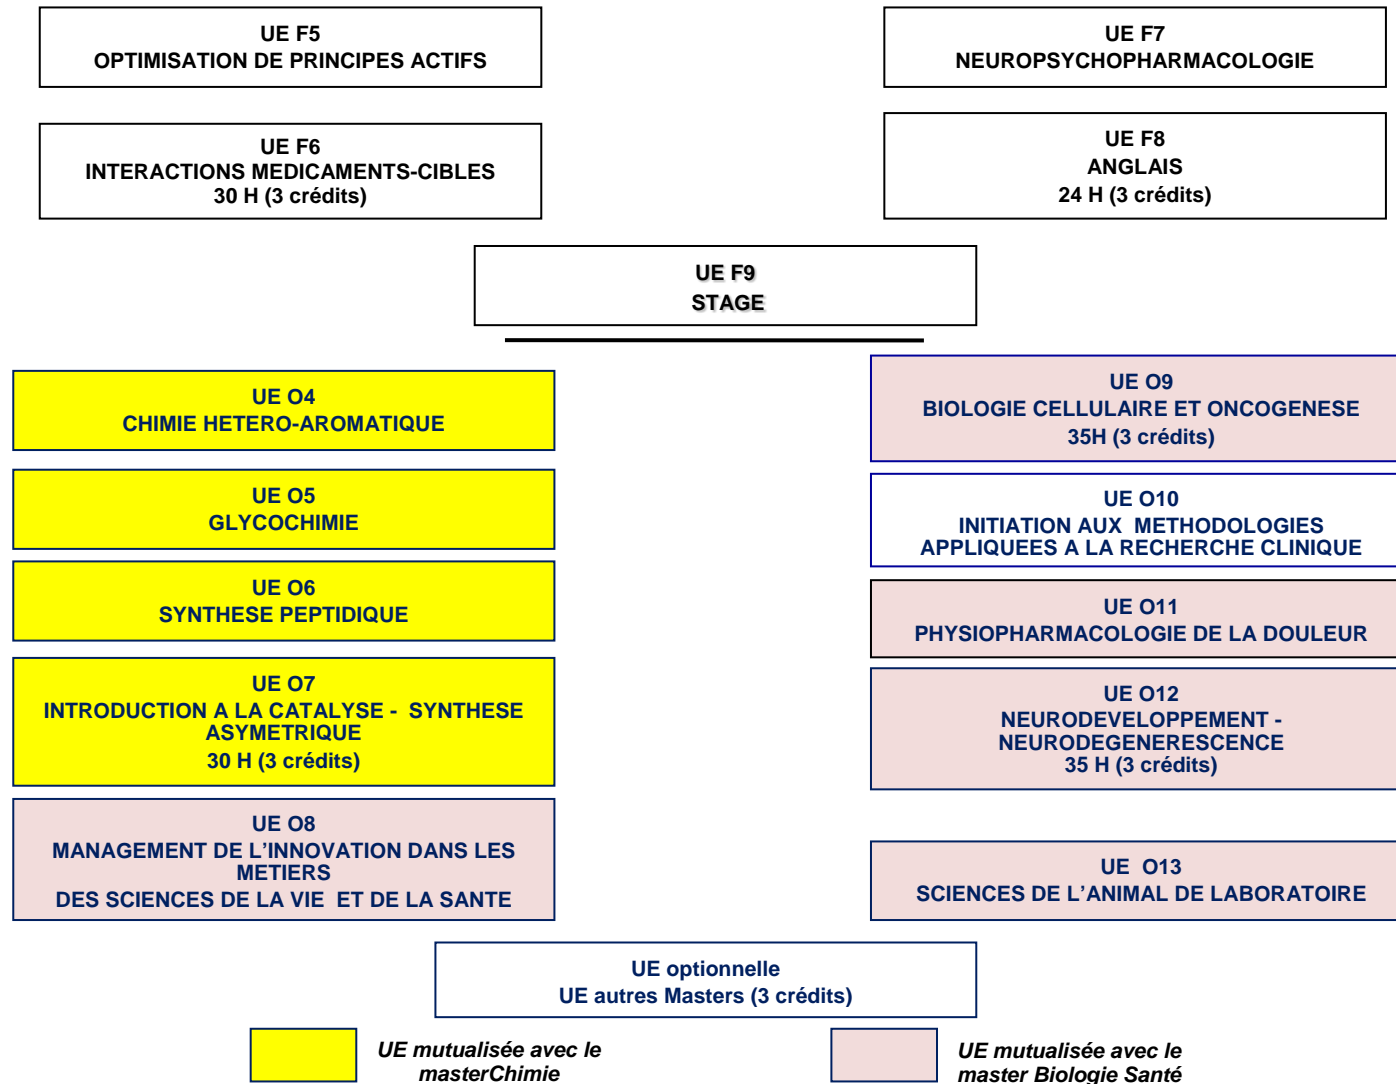 UE F5
OPTIMISATION DE PRINCIPES ACTIFS
UE F7
NEUROPSYCHOPHARMACOLOGIE
UE F6
INTERACTIONS MEDICAMENTS-CIBLES
30 H (3 crédits)
UE F8
ANGLAIS
24 H (3 crédits)
UE F9
STAGE
UE O4
CHIMIE HETERO-AROMATIQUE
UE O5
GLYCOCHIMIE
UE O6
SYNTHESE PEPTIDIQUE
UE O7
INTRODUCTION A LA CATALYSE - SYNTHESE
ASYMETRIQUE
30 H (3 crédits)
UE O8
MANAGEMENT DE L'INNOVATION DANS LES
METIERS
DES SCIENCES DE LA VIE ET DE LA SANTE
UE O9
BIOLOGIE CELLULAIRE ET ONCOGENESE
35H (3 crédits)
UE O10
INITIATION AUX METHODOLOGIES
APPLIQUEES A LA RECHERCHE CLINIQUE
UE O11
PHYSIOPHARMACOLOGIE DE LA DOULEUR
UE O12
NEURODEVELOPPEMENT -
NEURODEGENERESCENCE
35 H (3 crédits)
UE O13
SCIENCES DE L'ANIMAL DE LABORATOIRE
UE optionnelle
UE autres Masters (3 crédits)
UE mutualisée avec le
masterChimie
UE mutualisée avec le
master Biologie Santé